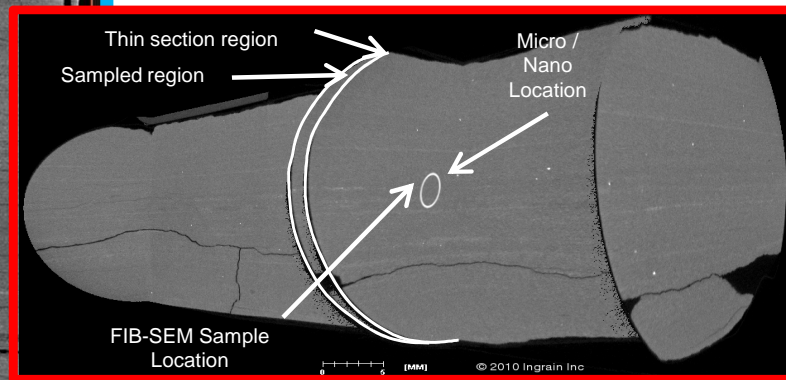 Thin section region
Sampled region
Micro /
Nano
Location
FIB-SEM Sample
Location
0 5 [MM] © 2010 Ingrain Inc